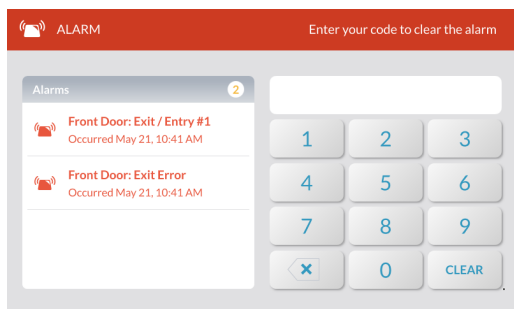 ALARM
Enter your code to clear the alarm
Alarms
2
Front Door: Exit / Entry #1
Occurred May 21, 10:41 AM
Front Door: Exit Error
Occurred May 21, 10:41 AM
1 2 3
4 5 6
7 8 9
0 CLEAR
.